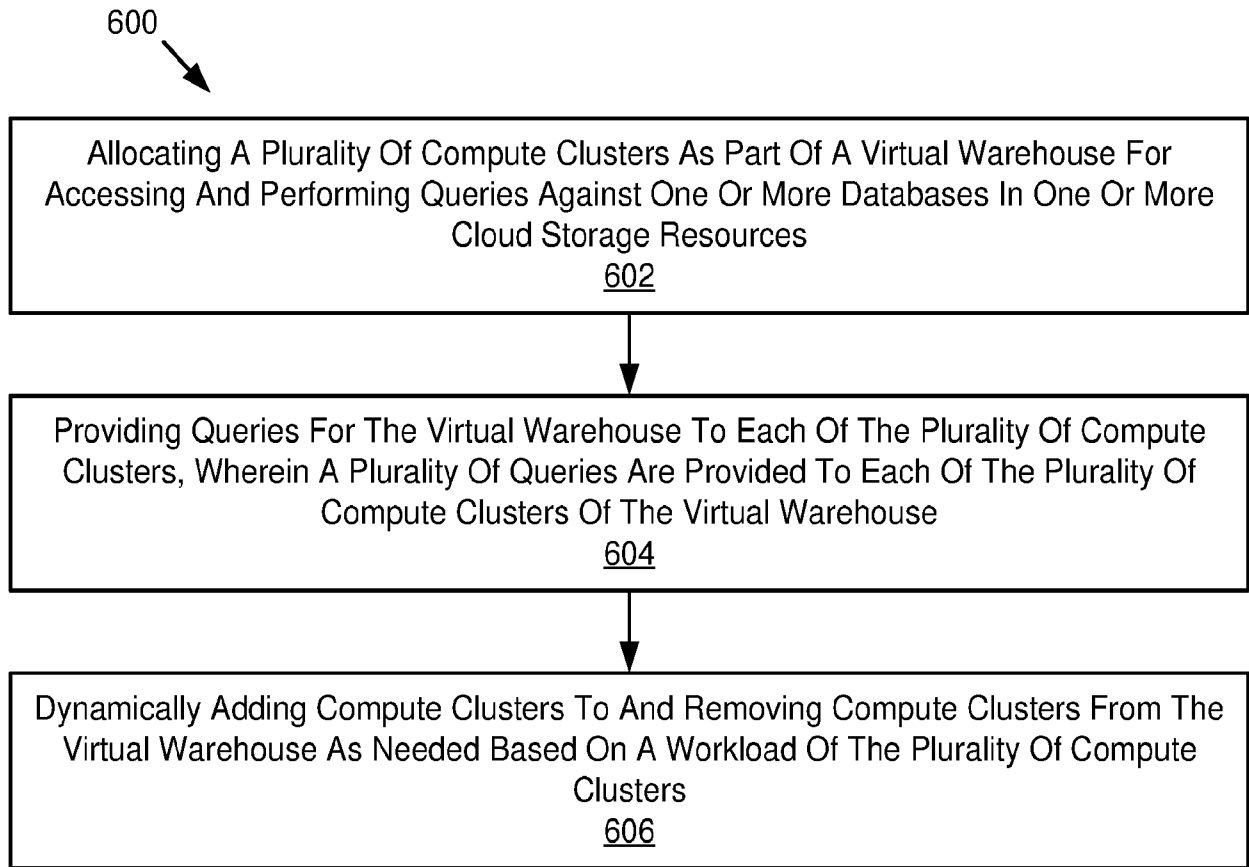 600
Allocating A Plurality Of Compute Clusters As Part Of A Virtual Warehouse For
Accessing And Performing Queries Against One Or More Databases In One Or More
Cloud Storage Resources
602
Providing Queries For The Virtual Warehouse To Each Of The Plurality Of Compute
Clusters, Wherein A Plurality Of Queries Are Provided To Each Of The Plurality Of
Compute Clusters Of The Virtual Warehouse
604
Dynamically Adding Compute Clusters To And Removing Compute Clusters From The
Virtual Warehouse As Needed Based On A Workload Of The Plurality Of Compute
Clusters
606